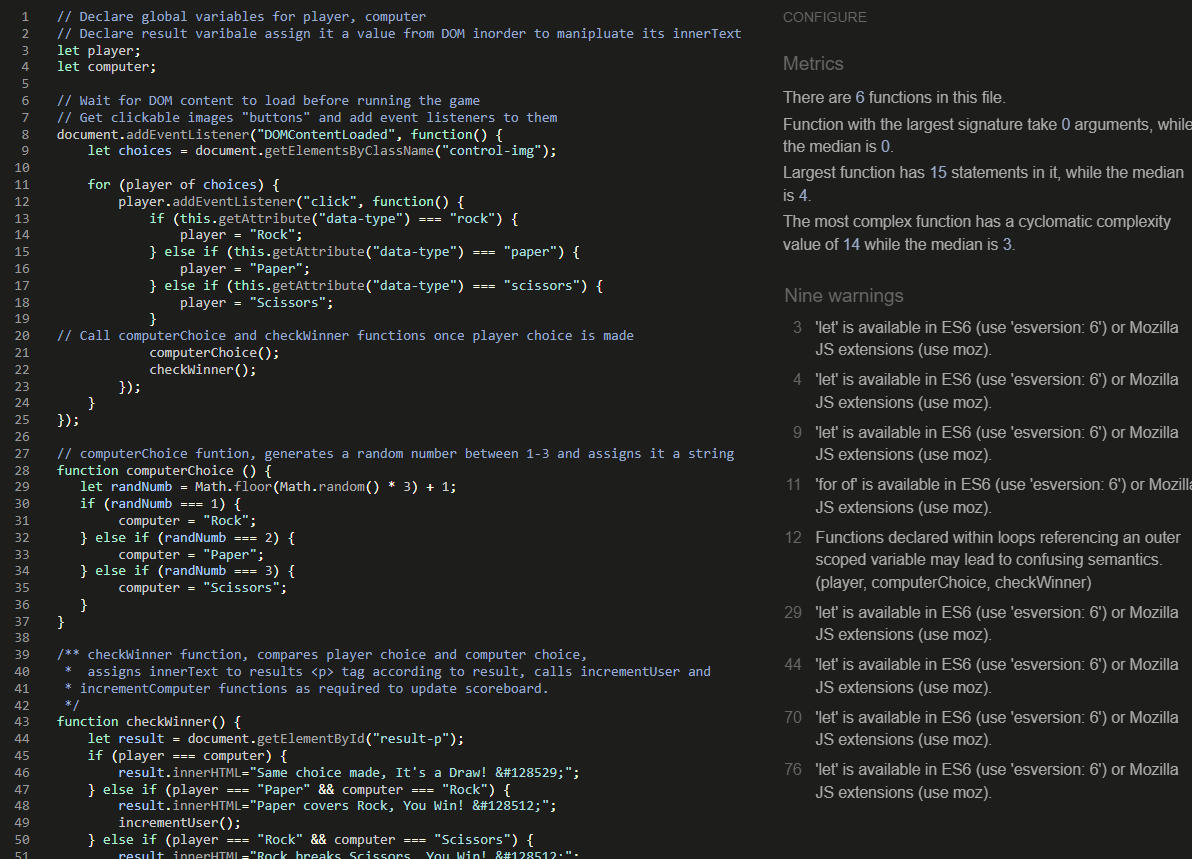 1 // Declare global variables for player, computer
2 // Declare result varibale assign it a value from DOM inorder to manipluate its innerText
3 let player;
4 let computer;
5
6 // Wait for DOM content to load before running the game
7 // Get clickable images "buttons" and add event listeners to them
8 document.addEventListener("DOMContentLoaded", function() {
9     let choices = document.getElementsByClassName("control-img");
10
11     for (player of choices) {
12         player.addEventListener("click", function() {
13             if (this.getAttribute("data-type") === "rock") {
14                 player = "Rock";
15             } else if (this.getAttribute("data-type") === "paper") {
16                 player = "Paper";
17             } else if (this.getAttribute("data-type") === "scissors") {
18                 player = "Scissors";
19             }
20 // Call computerChoice and checkWinner functions once player choice is made
21             computerChoice();
22             checkWinner();
23         });
24     }
25 });
26
27 // computerChoice funtion, generates a random number between 1-3 and assigns it a string
28 function computerChoice () {
29    let randNumb = Math.floor(Math.random() * 3) + 1;
30    if (randNumb === 1) {
31         computer = "Rock";
32    } else if (randNumb === 2) {
33         computer = "Paper";
34    } else if (randNumb === 3) {
35         computer = "Scissors";
36    }
37 }
38
39 /** checkWinner function, compares player choice and computer choice,
40  *  assigns innerText to results <p> tag according to result, calls incrementUser and
41  * incrementComputer functions as required to update scoreboard.
42  */
43 function checkWinner() {
44     let result = document.getElementById("result-p");
45     if (player === computer) {
46         result.innerHTML="Same choice made, It's a Draw! &#128529;";
47     } else if (player === "Paper" && computer === "Rock") {
48         result.innerHTML="Paper covers Rock, You Win! &#128512;";
49         incrementUser();
50     } else if (player === "Rock" && computer === "Scissors") {
51         result.innerHTML="Rock breaks Scissors, You Win! &#128512;";
CONFIGURE
Metrics
There are 6 functions in this file.
Function with the largest signature take 0 arguments, while
the median is 0.
Largest function has 15 statements in it, while the median
is 4.
The most complex function has a cyclomatic complexity
value of 14 while the median is 3.
Nine warnings
3 'let' is available in ES6 (use 'esversion: 6') or Mozilla
JS extensions (use moz).
4 'let' is available in ES6 (use 'esversion: 6') or Mozilla
JS extensions (use moz).
9 'let' is available in ES6 (use 'esversion: 6') or Mozilla
JS extensions (use moz).
11 'for of' is available in ES6 (use 'esversion: 6') or Mozilla
JS extensions (use moz).
12 Functions declared within loops referencing an outer
scoped variable may lead to confusing semantics.
(player, computerChoice, checkWinner)
29 'let' is available in ES6 (use 'esversion: 6') or Mozilla
JS extensions (use moz).
44 'let' is available in ES6 (use 'esversion: 6') or Mozilla
JS extensions (use moz).
70 'let' is available in ES6 (use 'esversion: 6') or Mozilla
JS extensions (use moz).
76 'let' is available in ES6 (use 'esversion: 6') or Mozilla
JS extensions (use moz).